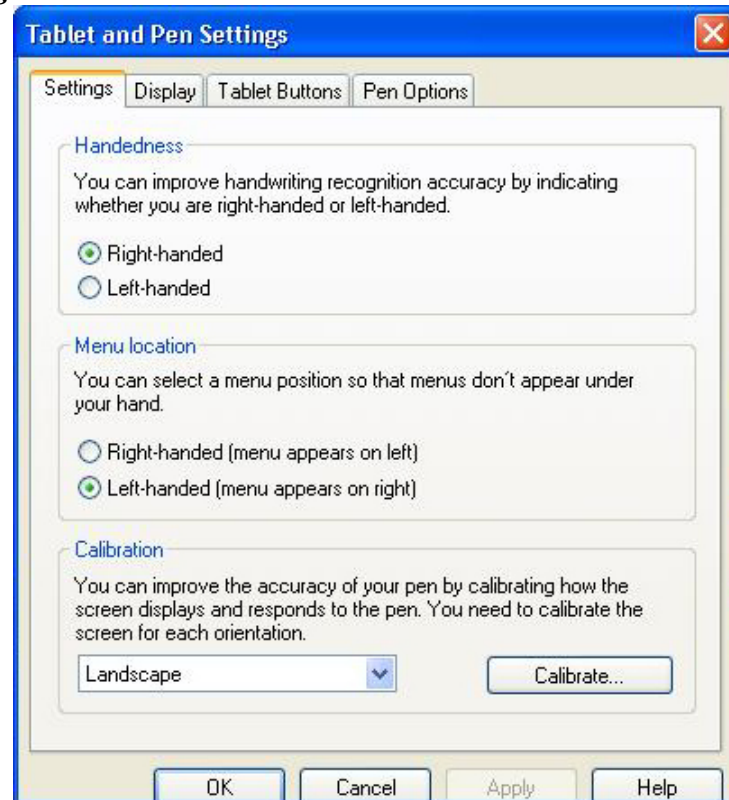 Tablet and Pen Settings
Settings Display Tablet Buttons Pen Options
Handedness
You can improve handwriting recognition accuracy by indicating
whether you are right-handed or left-handed.
Right-handed
Left-handed
Menu location
You can select a menu position so that menus don´t appear under
your hand.
Right-handed (menu appears on left)
Left-handed (menu appears on right)
Calibration
You can improve the accuracy of your pen by calibrating how the
screen displays and responds to the pen. You need to calibrate the
screen for each orientation.
Landscape Calibrate...
OK Cancel Apply Help